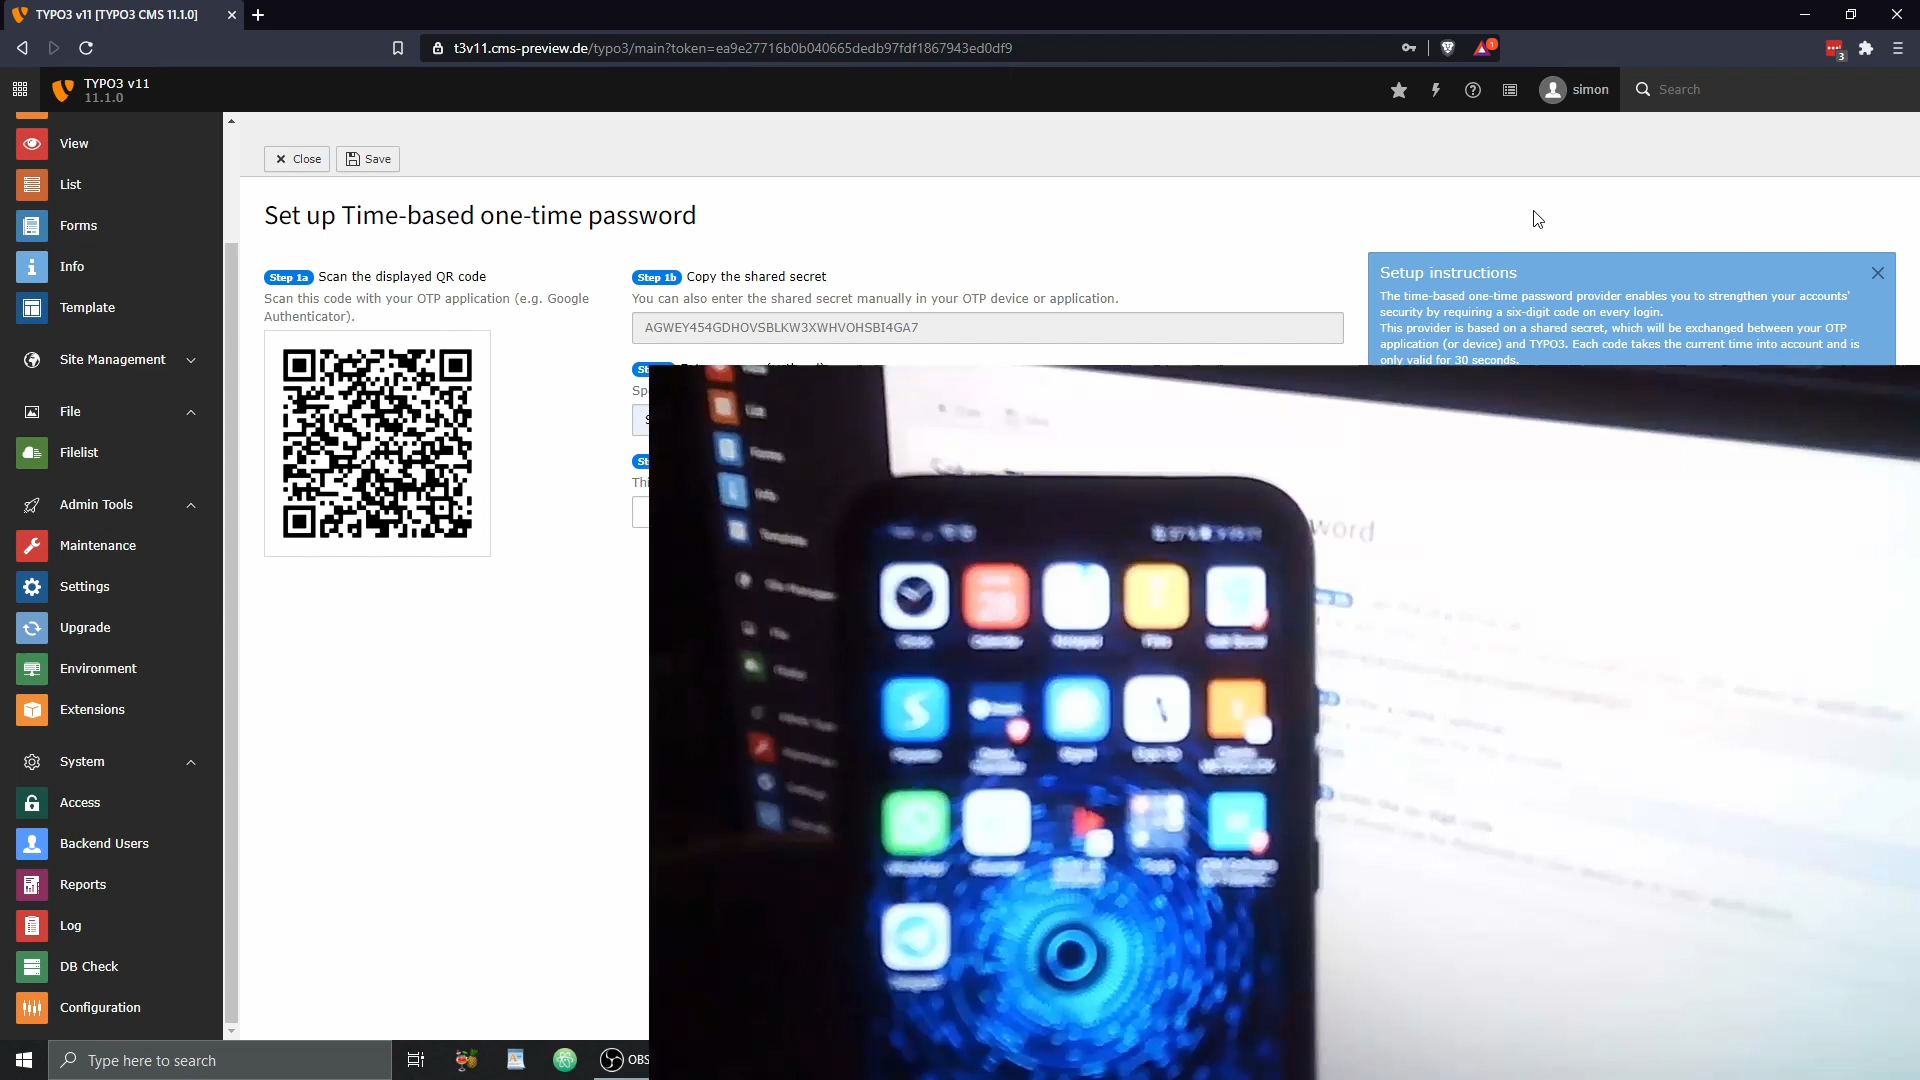 TYPO3 v11 [TYPO3 CMS 11.1.0]
t3v11.cms-preview.de/typo3/main?token=ea9e27716b0b040665dedb97fdf1867943ed0df9
1
3
TYPO3 v11
11.1.0
simon
Search
View
List
Forms
Info
Template
Site Management
File
Filelist
Admin Tools
Maintenance
Settings
Upgrade
Environment
Extensions
System
Access
Backend Users
Reports
Log
DB Check
Configuration
Close
Save
Set up Time-based one-time password
Step 1a Scan the displayed QR code
Scan this code with your OTP application (e.g. Google
Authenticator).
Step 1b Copy the shared secret
You can also enter the shared secret manually in your OTP device or application.
AGWEY454GDHOVSBLKW3XWHVOHSBI4GA7
Setup instructions
The time-based one-time password provider enables you to strengthen your accounts'
security by requiring a six-digit code on every login.
This provider is based on a shared secret, which will be exchanged between your OTP
application (or device) and TYPO3. Each code takes the current time into account and is
only valid for 30 seconds.
Type here to search
OBS